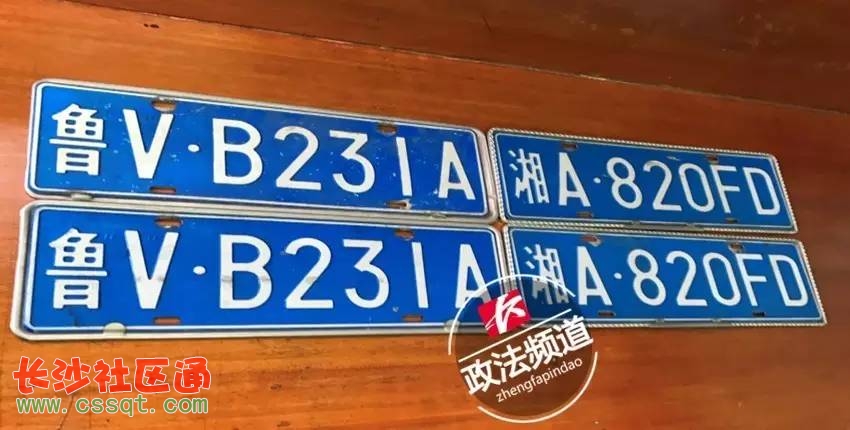 鲁V·B231A
湘A·820FD
鲁V·B231A
湘A·820FD
政法频道
zhengfapindao
长沙社区通
www.cssqt.com